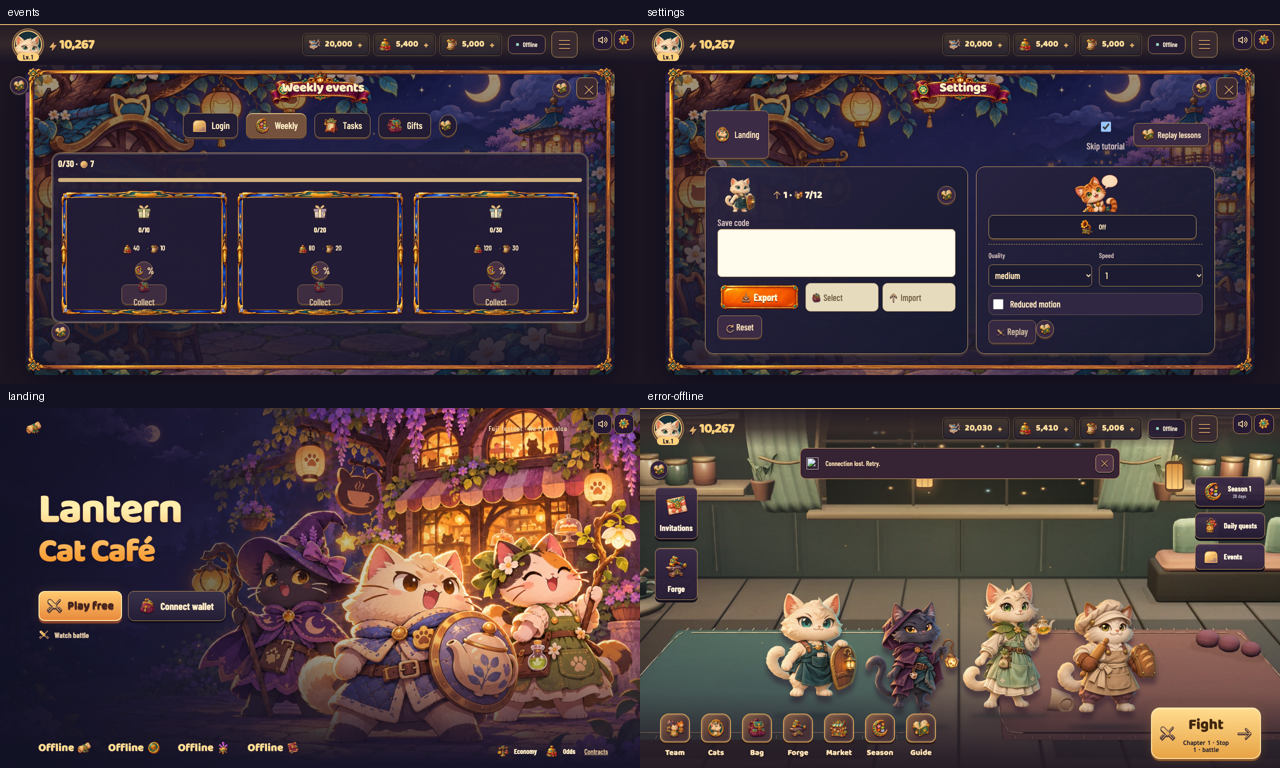 events
10,267
Lv.1
20,000 +
5,400 +
5,000 +
Offline
Weekly events
Login
Weekly
Tasks
Gifts
0/30 · 7
0/10
40 · 10
%
Collect
0/20
80 · 20
%
Collect
0/30
120 · 30
%
Collect
settings
10,267
Lv.1
20,000 +
5,400 +
5,000 +
Offline
Settings
Landing
Skip tutorial
Replay lessons
1 · 7/12
Save code
Export
Select
Import
Reset
Off
Quality
Speed
medium
1
Reduced motion
Replay
landing
Lantern
Cat Café
Play free
Connect wallet
Watch battle
Offline
Offline
Offline
Offline
Economy
Odds
Contracts
error-offline
10,267
Lv.1
20,030 +
5,410 +
5,006 +
Offline
Connection lost. Retry.
Invitations
Forge
Season 1
28 days
Daily quests
Events
Team
Cats
Bag
Forge
Market
Season
Guide
Fight
Chapter 1 · Stop
1 · battle